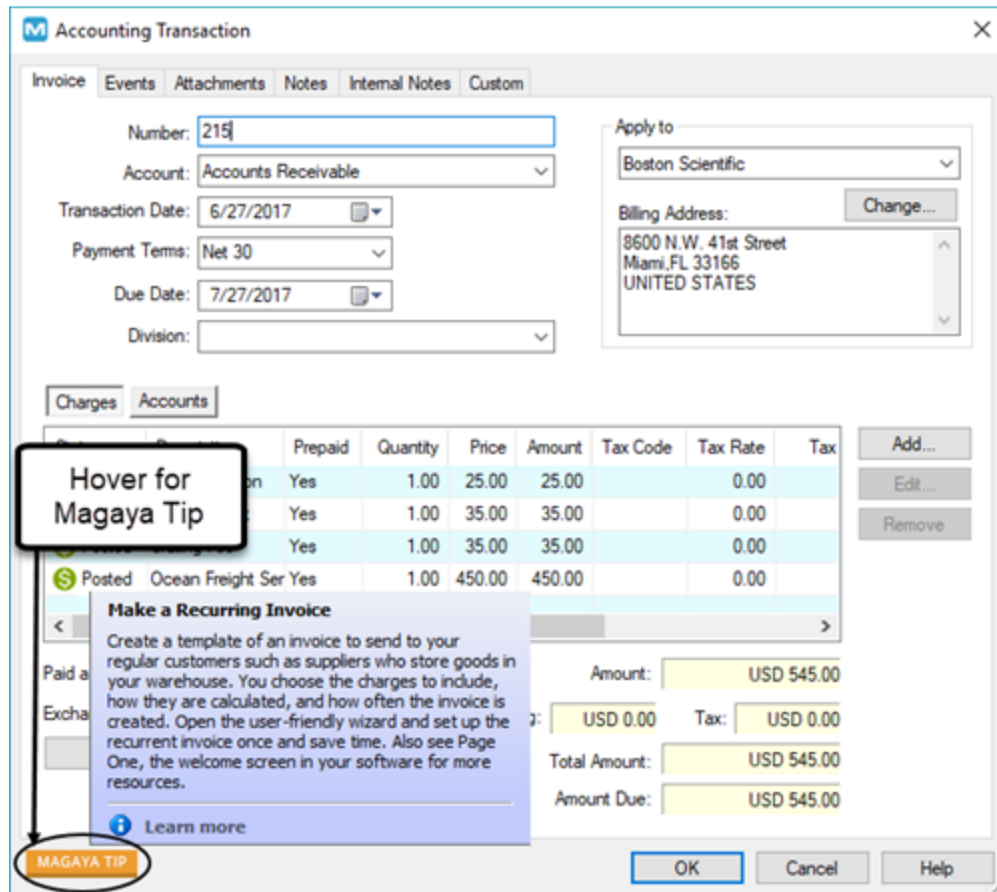 Accounting Transaction
Invoice Events Attachments Notes Internal Notes Custom
Number: 215
Account: Accounts Receivable
Transaction Date: 6/27/2017
Payment Terms: Net 30
Due Date: 7/27/2017
Division:
Apply to
Boston Scientific
Billing Address: Change...
8600 N.W. 41st Street
Miami,FL 33166
UNITED STATES
Charges Accounts
Prepaid Quantity Price Amount Tax Code Tax Rate Tax
on Yes 1.00 25.00 25.00 0.00
Yes 1.00 35.00 35.00 0.00
Yes 1.00 35.00 35.00 0.00
Posted Ocean Freight Ser Yes 1.00 450.00 450.00 0.00
Add...
Edit...
Remove
Hover for
Magaya Tip
Make a Recurring Invoice
Create a template of an invoice to send to your
regular customers such as suppliers who store goods in
your warehouse. You choose the charges to include,
how they are calculated, and how often the invoice is
created. Open the user-friendly wizard and set up the
recurrent invoice once and save time. Also see Page
One, the welcome screen in your software for more
resources.
Learn more
Paid a
Excha
Amount: USD 545.00
USD 0.00 Tax: USD 0.00
Total Amount: USD 545.00
Amount Due: USD 545.00
MAGAYA TIP
OK Cancel Help